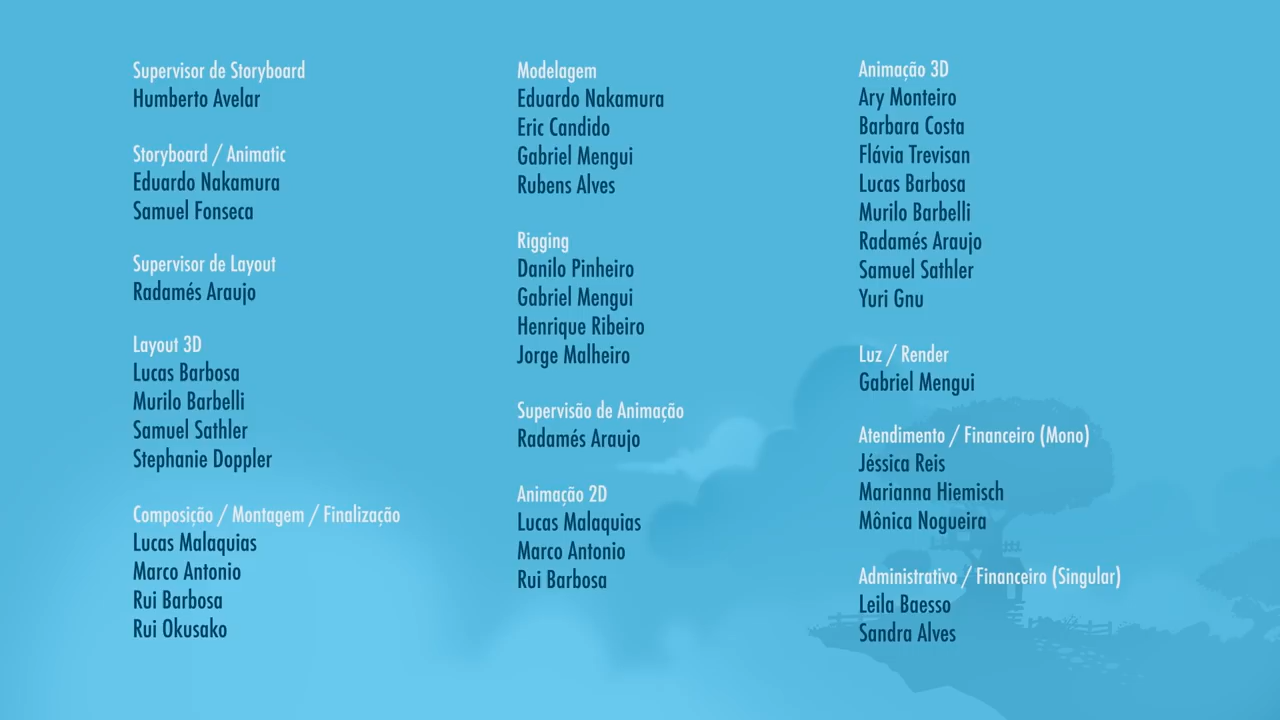 Supervisor de Storyboard
Humberto Avelar
Storyboard / Animatic
Eduardo Nakamura
Samuel Fonseca
Supervisor de Layout
Radamés Araujo
Layout 3D
Lucas Barbosa
Murilo Barbelli
Samuel Sathler
Stephanie Doppler
Composição / Montagem / Finalização
Lucas Malaquias
Marco Antonio
Rui Barbosa
Rui Okusako
Modelagem
Eduardo Nakamura
Eric Candido
Gabriel Mengui
Rubens Alves
Rigging
Danilo Pinheiro
Gabriel Mengui
Henrique Ribeiro
Jorge Malheiro
Supervisão de Animação
Radamés Araujo
Animação 2D
Lucas Malaquias
Marco Antonio
Rui Barbosa
Animação 3D
Ary Monteiro
Barbara Costa
Flávia Trevisan
Lucas Barbosa
Murilo Barbelli
Radamés Araujo
Samuel Sathler
Yuri Gnu
Luz / Render
Gabriel Mengui
Atendimento / Financeiro (Mono)
Jéssica Reis
Marianna Hiemisch
Mônica Nogueira
Administrativo / Financeiro (Singular)
Leila Baesso
Sandra Alves